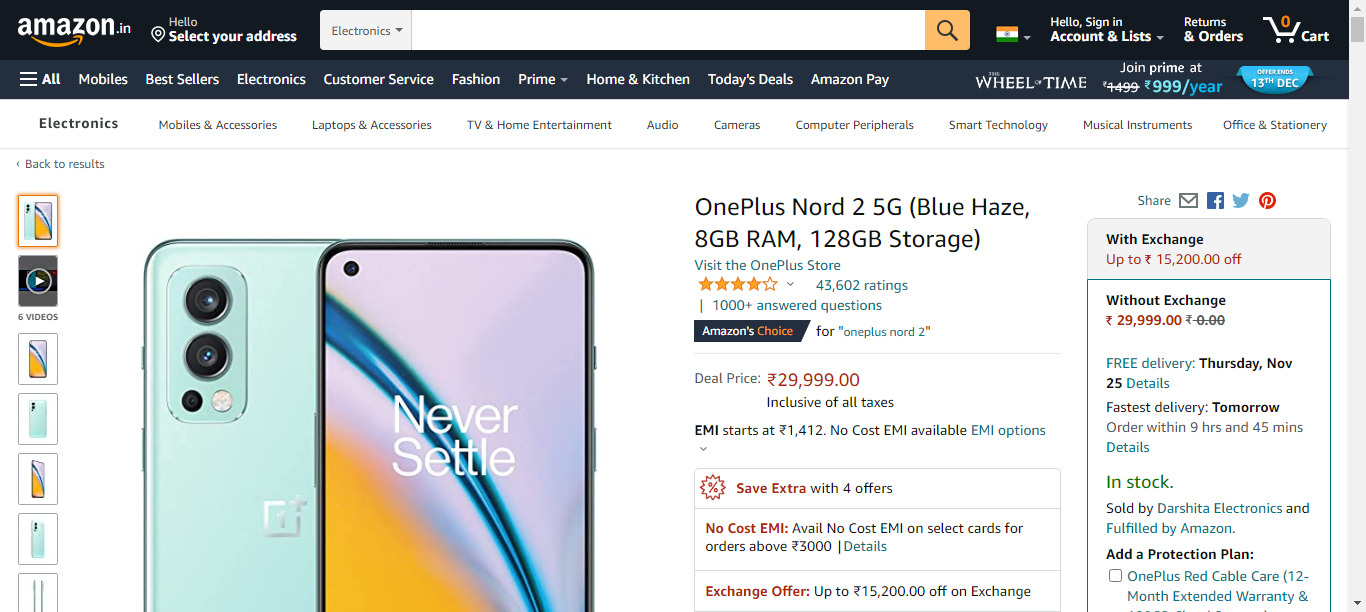 amazon.in
Hello
Select your address
Electronics
Hello, Sign in
Account & Lists
Returns
& Orders
0
Cart
All
Mobiles
Best Sellers
Electronics
Customer Service
Fashion
Prime
Home & Kitchen
Today's Deals
Amazon Pay
THE WHEEL OF TIME
Join prime at
₹1499 ₹999/year
OFFER ENDS
13TH DEC
Electronics
Mobiles & Accessories
Laptops & Accessories
TV & Home Entertainment
Audio
Cameras
Computer Peripherals
Smart Technology
Musical Instruments
Office & Stationery
‹ Back to results
6 VIDEOS
Never
Settle
OnePlus Nord 2 5G (Blue Haze,
8GB RAM, 128GB Storage)
Visit the OnePlus Store
43,602 ratings
| 1000+ answered questions
Amazon's Choice for "oneplus nord 2"
Deal Price: ₹29,999.00
Inclusive of all taxes
EMI starts at ₹1,412. No Cost EMI available EMI options
Save Extra with 4 offers
No Cost EMI: Avail No Cost EMI on select cards for
orders above ₹3000 |Details
Exchange Offer: Up to ₹15,200.00 off on Exchange
Share
With Exchange
Up to ₹ 15,200.00 off
Without Exchange
₹ 29,999.00 ₹ 0.00
FREE delivery: Thursday, Nov
25 Details
Fastest delivery: Tomorrow
Order within 9 hrs and 45 mins
Details
In stock.
Sold by Darshita Electronics and
Fulfilled by Amazon.
Add a Protection Plan:
OnePlus Red Cable Care (12-
Month Extended Warranty &